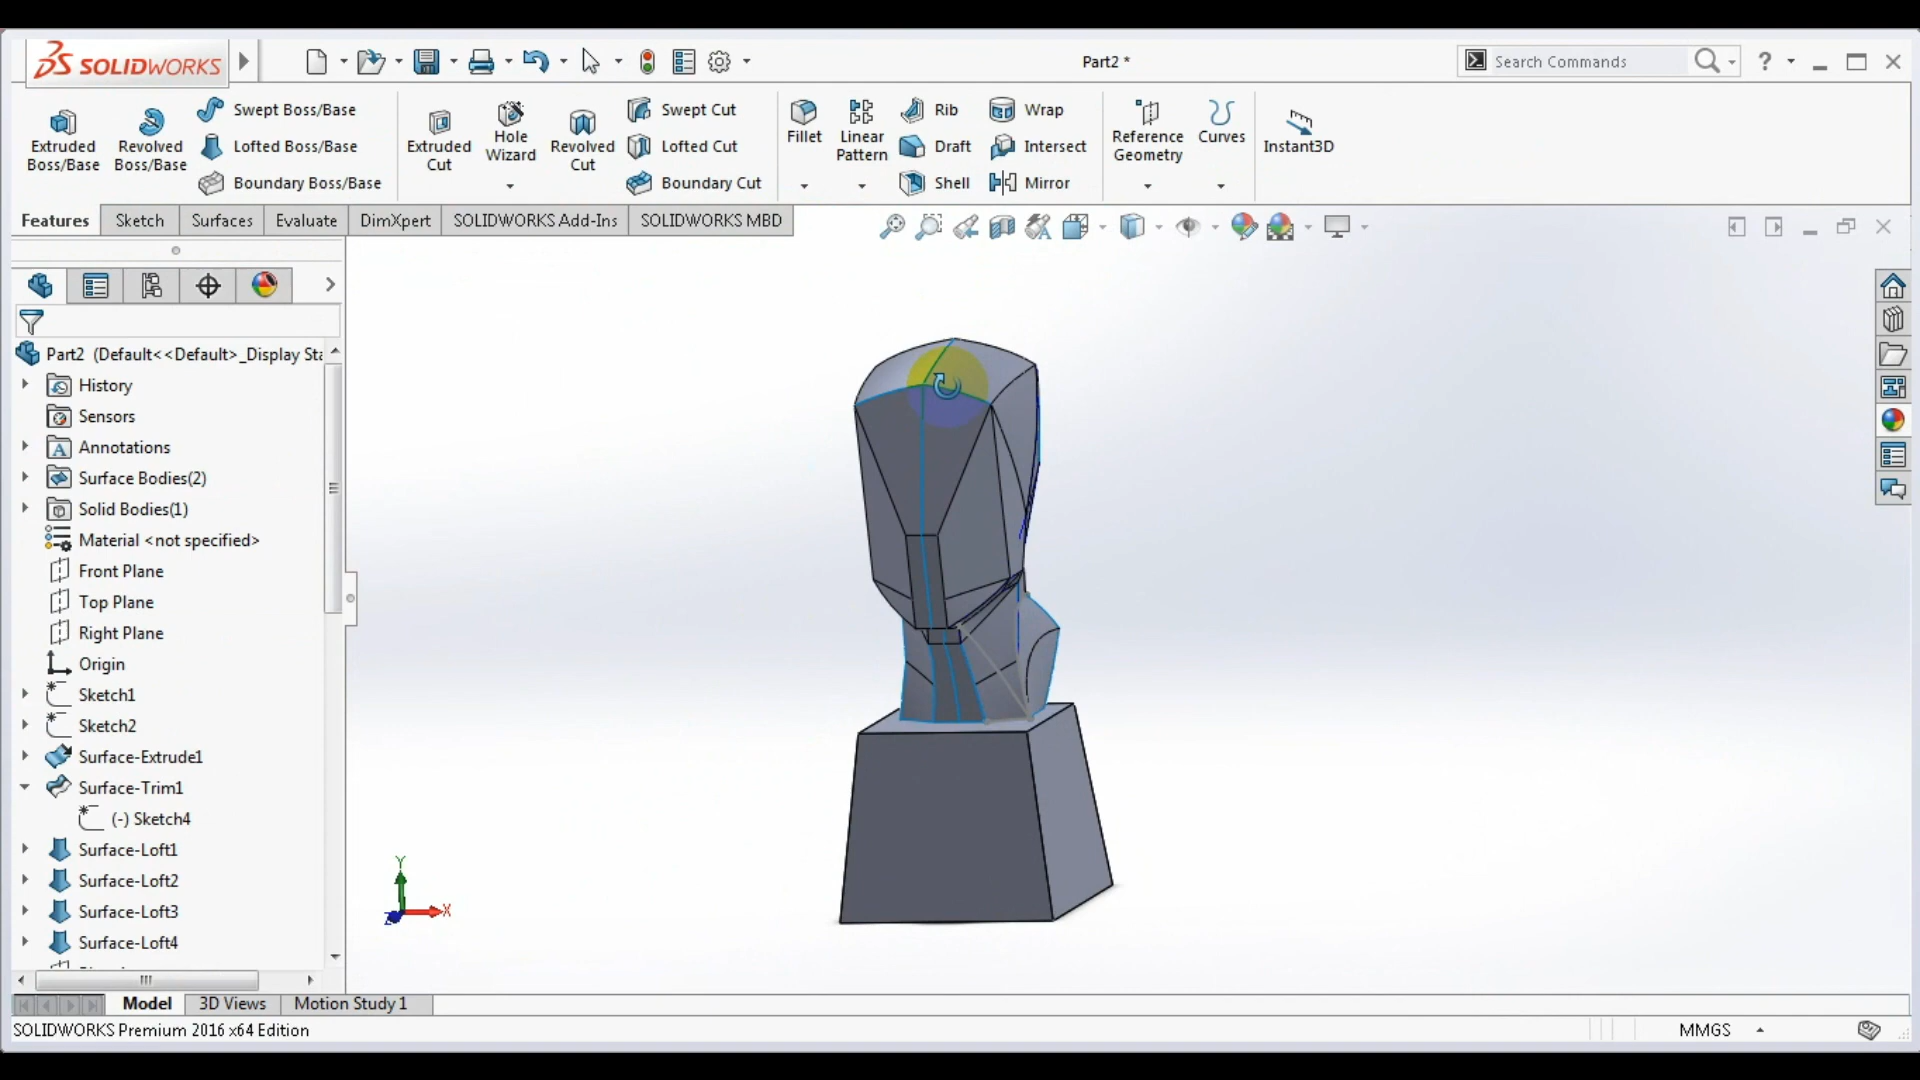 SOLIDWORKS
Part2 *
Search Commands
?
Extruded Boss/Base
Revolved Boss/Base
Swept Boss/Base
Lofted Boss/Base
Boundary Boss/Base
Extruded Cut
Hole Wizard
Revolved Cut
Swept Cut
Lofted Cut
Boundary Cut
Fillet
Linear Pattern
Rib
Draft
Shell
Wrap
Intersect
Mirror
Reference Geometry
Curves
Instant3D
Features
Sketch
Surfaces
Evaluate
DimXpert
SOLIDWORKS Add-Ins
SOLIDWORKS MBD
Part2 (Default<<Default>_Display Sta
History
Sensors
Annotations
Surface Bodies(2)
Solid Bodies(1)
Material <not specified>
Front Plane
Top Plane
Right Plane
Origin
Sketch1
Sketch2
Surface-Extrude1
Surface-Trim1
(-) Sketch4
Surface-Loft1
Surface-Loft2
Surface-Loft3
Surface-Loft4
Y
X
Z
Model
3D Views
Motion Study 1
SOLIDWORKS Premium 2016 x64 Edition
MMGS